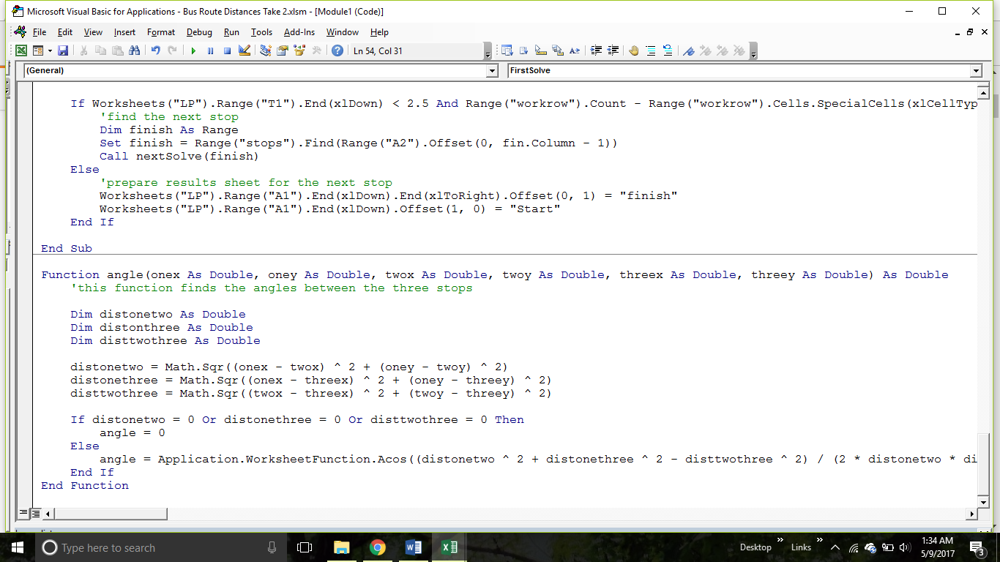 Microsoft Visual Basic for Applications - Bus Route Distances Take 2.xlsm - [Module1 (Code)]
File Edit View Insert Format Debug Run Tools Add-Ins Window Help
Ln 54, Col 31
(General) FirstSolve
If Worksheets("LP").Range("T1").End(xlDown) < 2.5 And Range("workrow").Count - Range("workrow").Cells.SpecialCells(xlCellTyp
'find the next stop
Dim finish As Range
Set finish = Range("stops").Find(Range("A2").Offset(0, fin.Column - 1))
Call nextSolve(finish)
Else
'prepare results sheet for the next stop
Worksheets("LP").Range("A1").End(xlDown).End(xlToRight).Offset(0, 1) = "finish"
Worksheets("LP").Range("A1").End(xlDown).Offset(1, 0) = "Start"
End If
End Sub
Function angle(onex As Double, oney As Double, twox As Double, twoy As Double, threex As Double, threey As Double) As Double
'this function finds the angles between the three stops
Dim distonetwo As Double
Dim distonthree As Double
Dim disttwothree As Double
distonetwo = Math.Sqr((onex - twox) ^ 2 + (oney - twoy) ^ 2)
distonethree = Math.Sqr((onex - threex) ^ 2 + (oney - threey) ^ 2)
disttwothree = Math.Sqr((twox - threex) ^ 2 + (twoy - threey) ^ 2)
If distonetwo = 0 Or distonethree = 0 Or disttwothree = 0 Then
angle = 0
Else
angle = Application.WorksheetFunction.Acos((distonetwo ^ 2 + distonethree ^ 2 - disttwothree ^ 2) / (2 * distonetwo * di
End If
End Function
Type here to search
Desktop » Links »
1:34 AM
5/9/2017
3